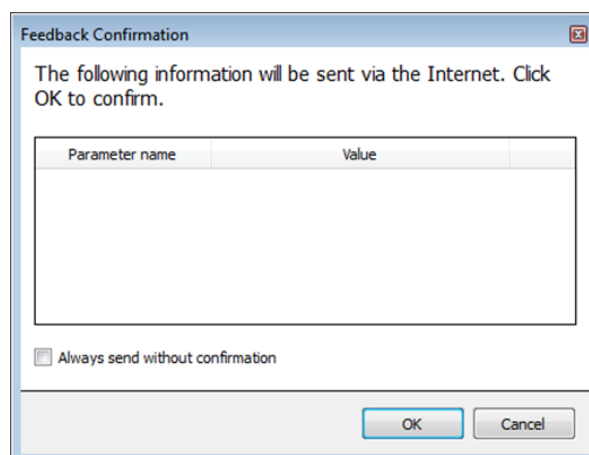 Feedback Confirmation
The following information will be sent via the Internet. Click
OK to confirm.
Parameter name Value
Always send without confirmation
OK Cancel